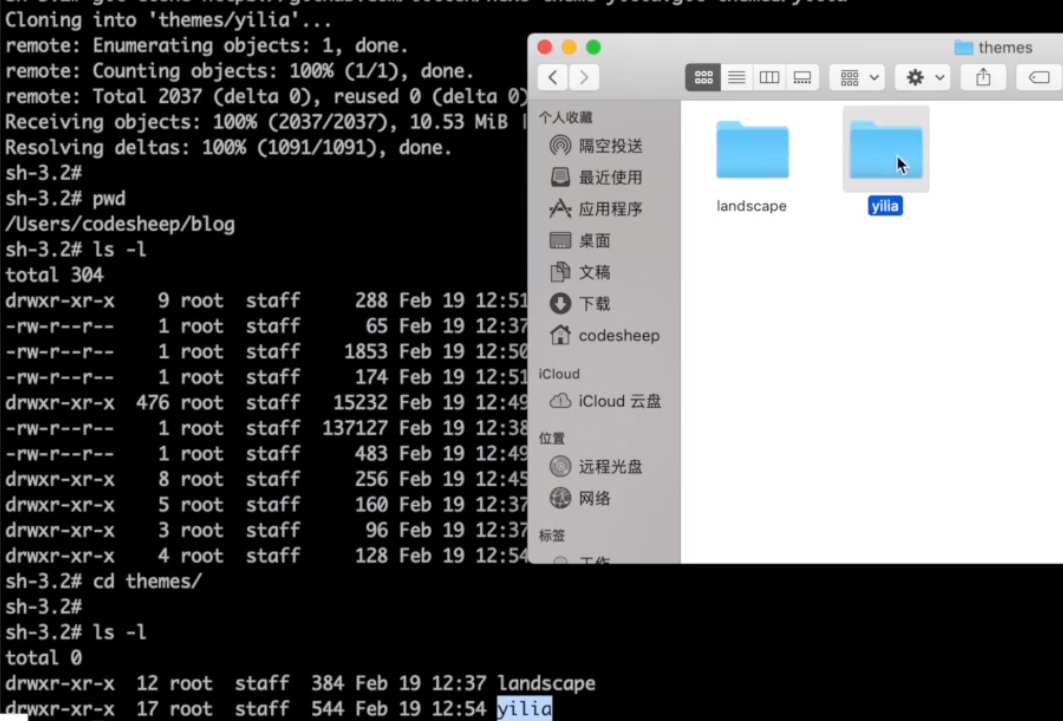 Cloning into 'themes/yilia'...
remote: Enumerating objects: 1, done.
remote: Counting objects: 100% (1/1), done.
remote: Total 2037 (delta 0), reused 0 (delta 0)
Receiving objects: 100% (2037/2037), 10.53 MiB |
Resolving deltas: 100% (1091/1091), done.
sh-3.2#
sh-3.2# pwd
/Users/codesheep/blog
sh-3.2# ls -l
total 304
drwxr-xr-x 9 root staff 288 Feb 19 12:51
-rw-r--r-- 1 root staff 65 Feb 19 12:37
-rw-r--r-- 1 root staff 1853 Feb 19 12:50
-rw-r--r-- 1 root staff 174 Feb 19 12:51
drwxr-xr-x 476 root staff 15232 Feb 19 12:49
-rw-r--r-- 1 root staff 137127 Feb 19 12:38
-rw-r--r-- 1 root staff 483 Feb 19 12:49
drwxr-xr-x 8 root staff 256 Feb 19 12:45
drwxr-xr-x 5 root staff 160 Feb 19 12:37
drwxr-xr-x 3 root staff 96 Feb 19 12:37
drwxr-xr-x 4 root staff 128 Feb 19 12:54
sh-3.2# cd themes/
sh-3.2#
sh-3.2# ls -l
total 0
drwxr-xr-x 12 root staff 384 Feb 19 12:37 landscape
drwxr-xr-x 17 root staff 544 Feb 19 12:54 yilia
themes
个人收藏
隔空投送
最近使用
应用程序
桌面
文稿
下载
codesheep
iCloud
iCloud 云盘
位置
远程光盘
网络
标签
landscape
yilia